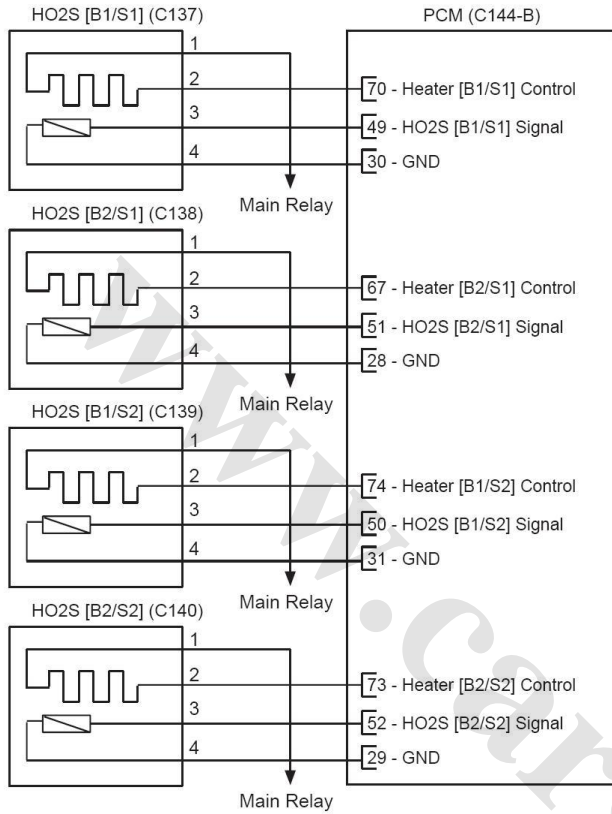 HO2S [B1/S1] (C137)
PCM (C144-B)
1
2
70 - Heater [B1/S1] Control
3
49 - HO2S [B1/S1] Signal
4
30 - GND
Main Relay
HO2S [B2/S1] (C138)
1
2
67 - Heater [B2/S1] Control
3
51 - HO2S [B2/S1] Signal
4
28 - GND
Main Relay
HO2S [B1/S2] (C139)
1
2
74 - Heater [B1/S2] Control
3
50 - HO2S [B1/S2] Signal
4
31 - GND
Main Relay
HO2S [B2/S2] (C140)
1
2
73 - Heater [B2/S2] Control
3
52 - HO2S [B2/S2] Signal
4
29 - GND
Main Relay
www.car